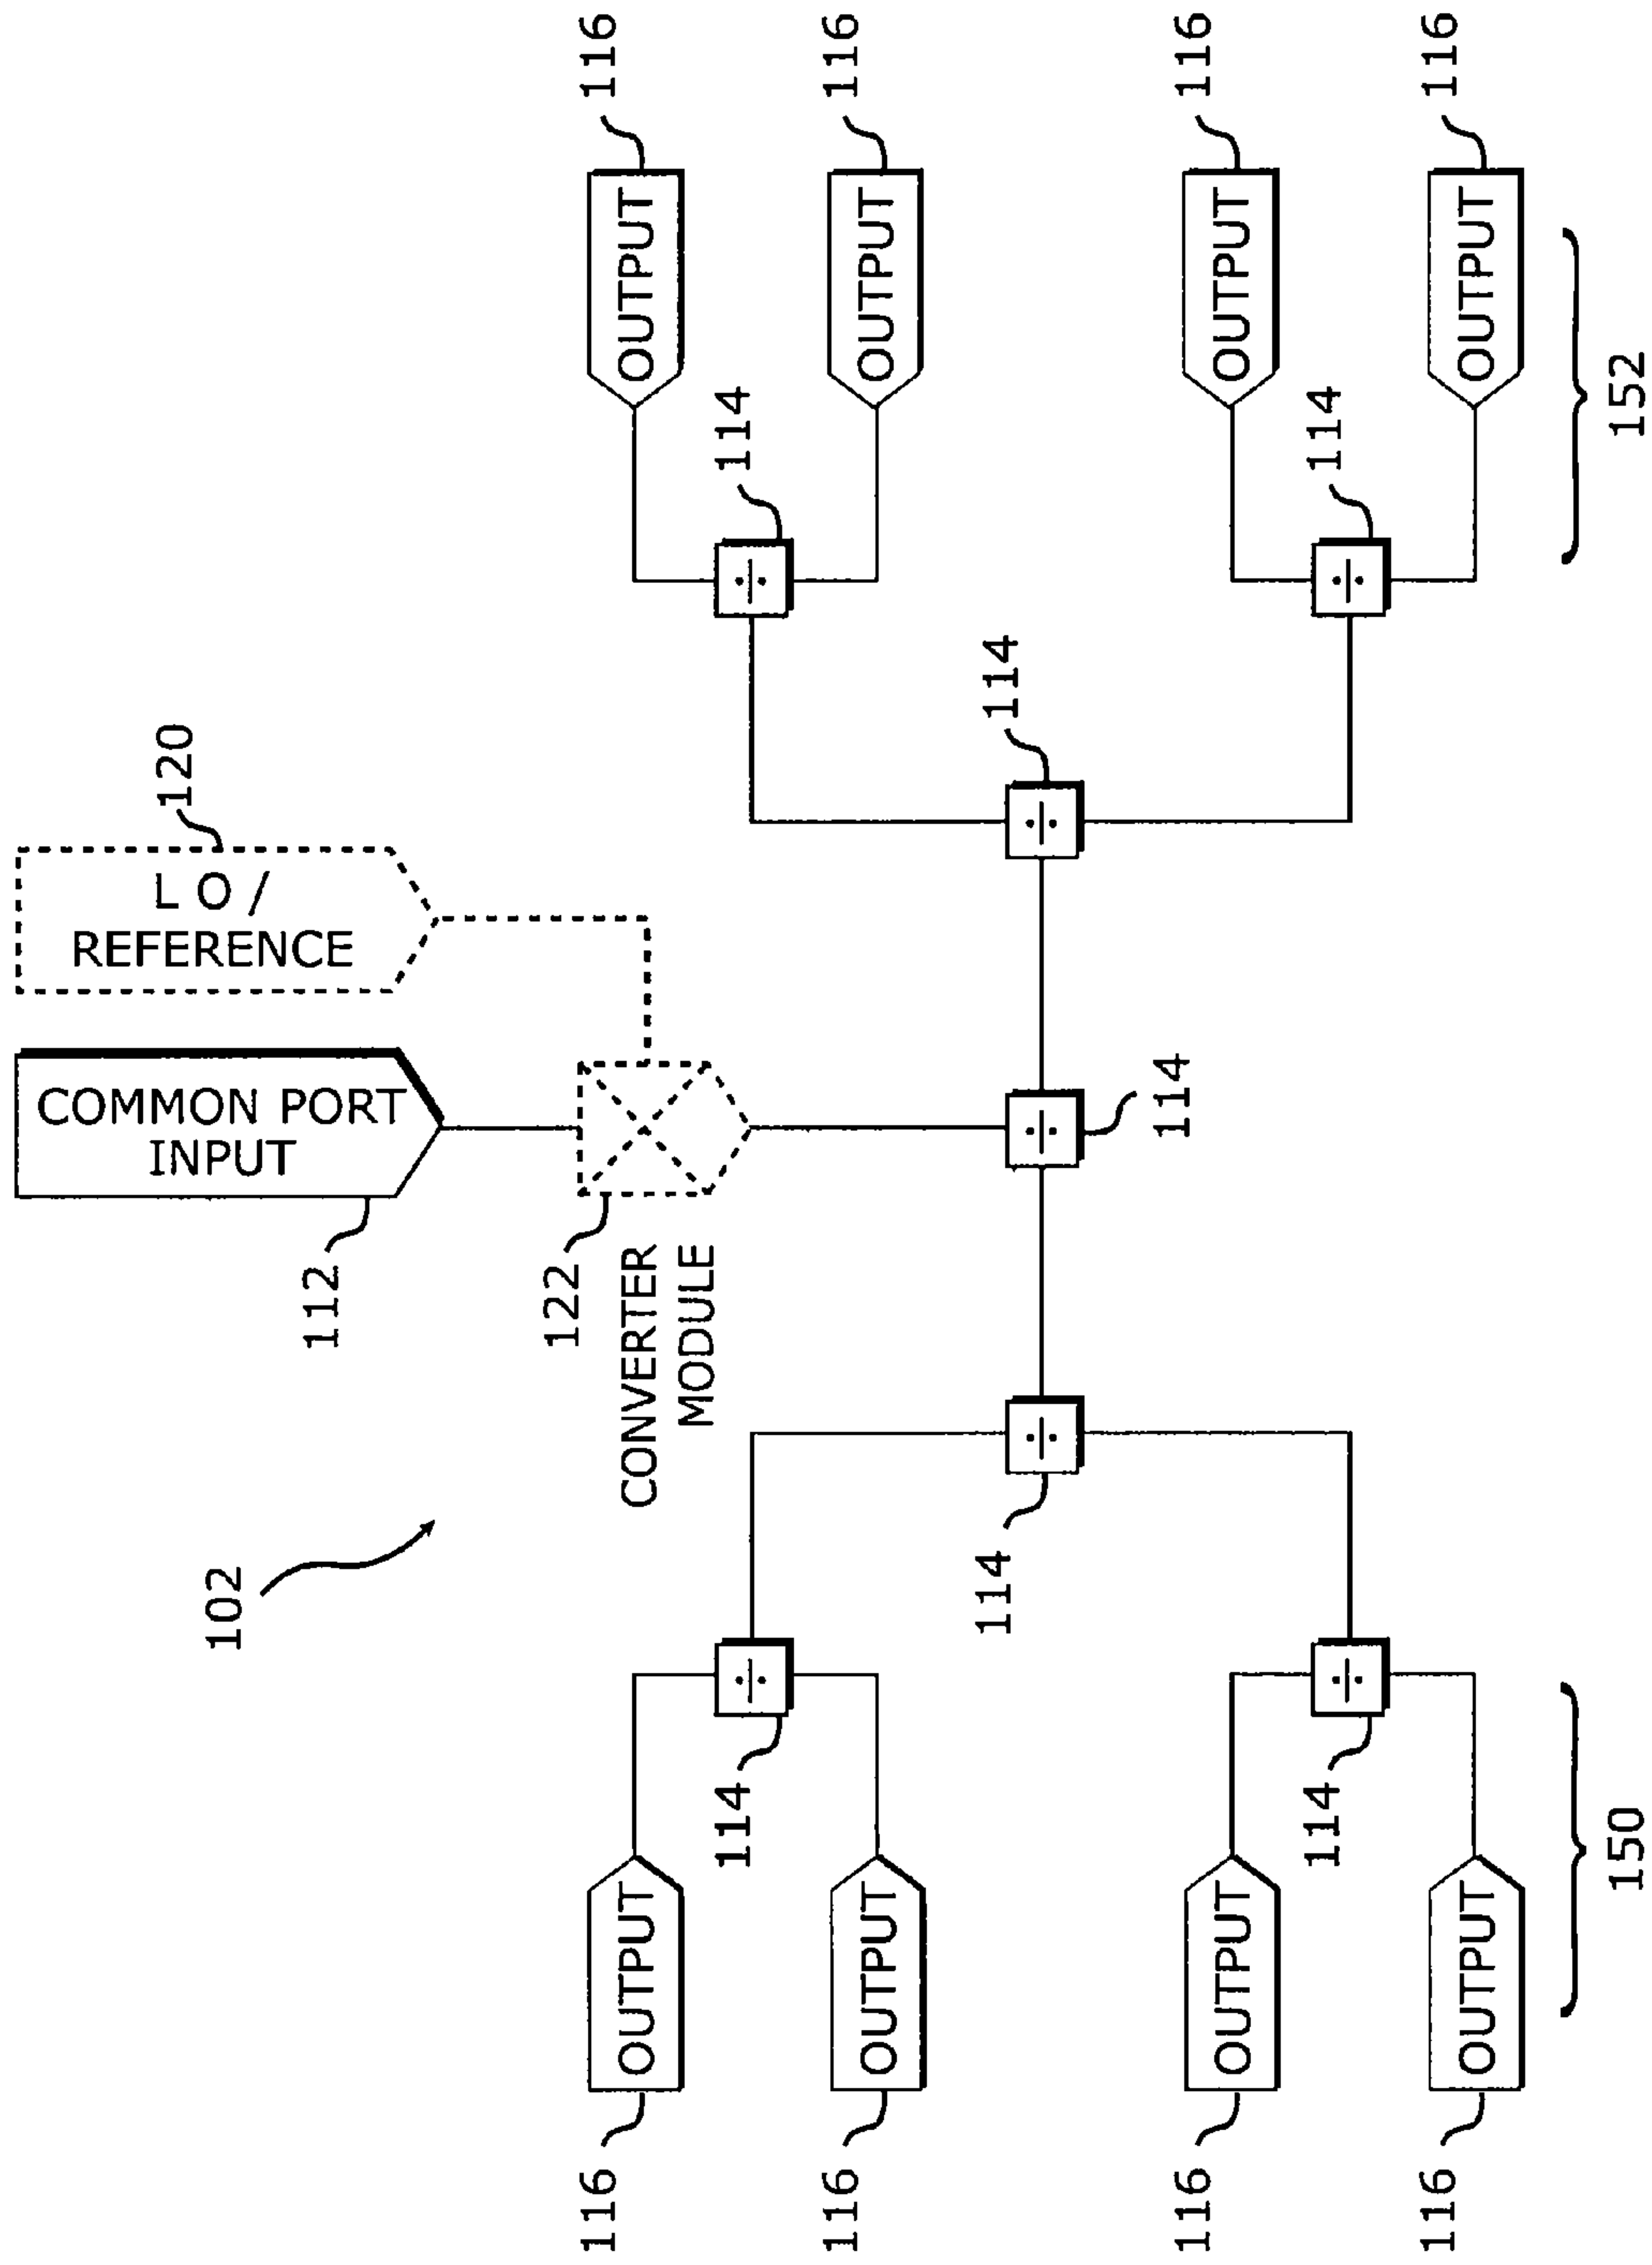 COMMON PORT
INPUT
L O /
REFERENCE
120
102
112
122
CONVERTER
MODULE
116
OUTPUT
OUTPUT
116
114
114
116
OUTPUT
OUTPUT
116
114
114
114
116
OUTPUT
OUTPUT
116
114
114
116
OUTPUT
OUTPUT
116
150
152